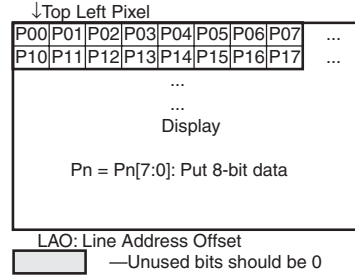 ↓Top Left Pixel
P00 P01 P02 P03 P04 P05 P06 P07 ...
P10 P11 P12 P13 P14 P15 P16 P17 ...
...
...
Display
Pn = Pn[7:0]: Put 8-bit data
LAO: Line Address Offset
—Unused bits should be 0